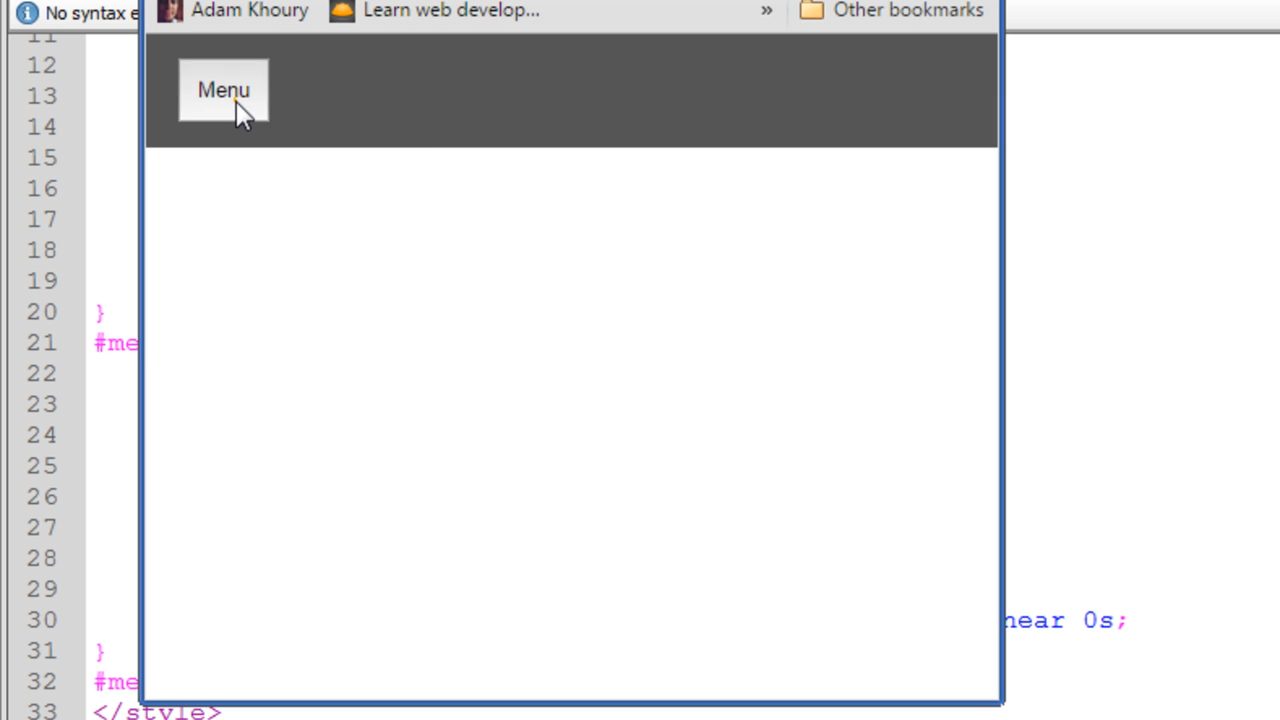 No syntax e
Adam Khoury
Learn web develop...
»
Other bookmarks
11
Menu
12
13
14
15
16
17
18
19
20 }
21 #me
22
23
24
25
26
27
28
29
30 near 0s;
31 }
32 #me
33 </style>